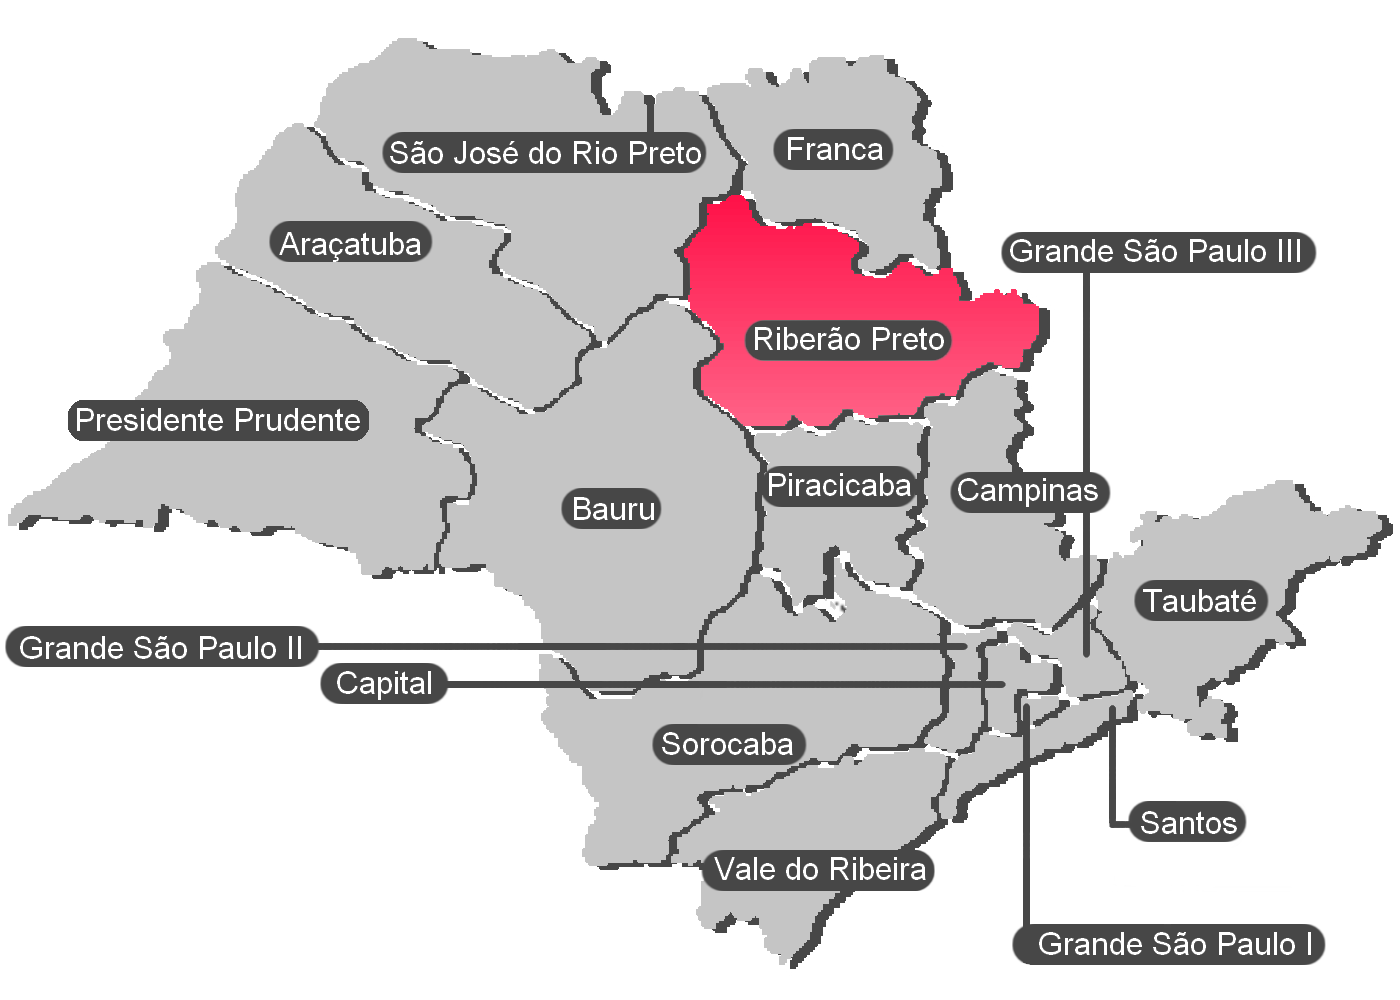 São José do Rio Preto
Franca
Araçatuba
Grande São Paulo III
Riberão Preto
Presidente Prudente
Piracicaba
Campinas
Bauru
Taubaté
Grande São Paulo II
Capital
Sorocaba
Santos
Vale do Ribeira
Grande São Paulo I